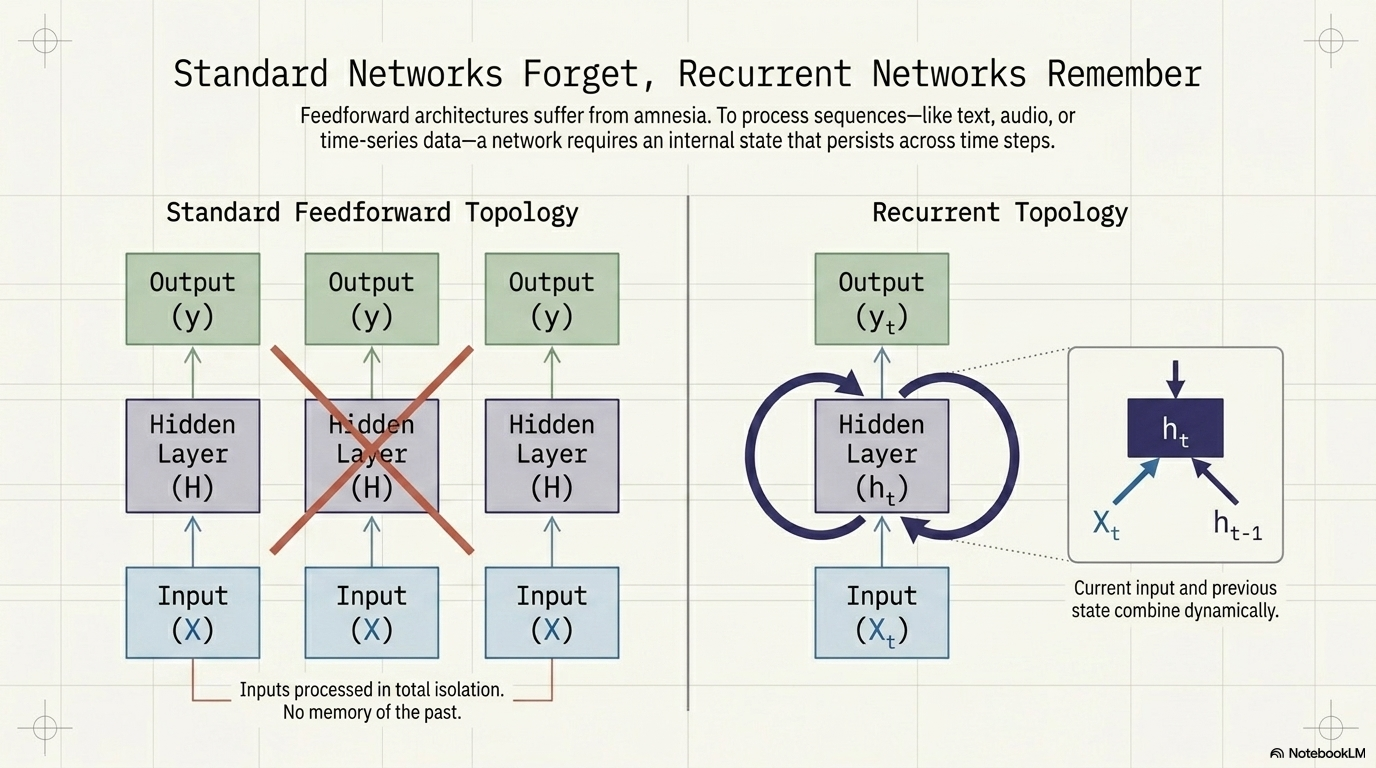 Standard Networks Forget, Recurrent Networks Remember
Feedforward architectures suffer from amnesia. To process sequences—like text, audio, or
time-series data—a network requires an internal state that persists across time steps.
Standard Feedforward Topology
Output
(y)
Output
(y)
Output
(y)
Hidden
Layer
(H)
Hidden
Layer
(H)
Hidden
Layer
(H)
Input
(X)
Input
(X)
Input
(X)
Inputs processed in total isolation.
No memory of the past.
Recurrent Topology
Output
(yₜ)
Hidden
Layer
(hₜ)
Input
(Xₜ)
hₜ
Xₜ
hₜ₋₁
Current input and previous
state combine dynamically.
NotebookLM